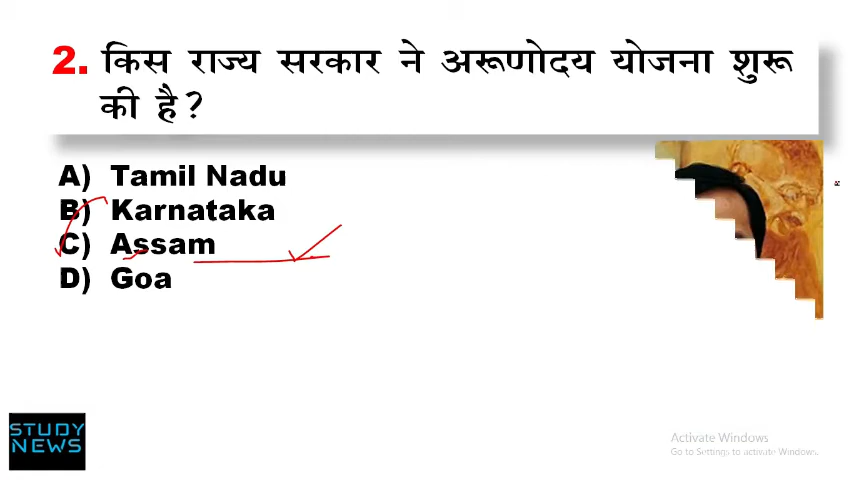 2. किस राज्य सरकार ने अरूणोदय योजना शुरू
की है?
A) Tamil Nadu
B) Karnataka
C) Assam
D) Goa
STUDY
NEWS
Activate Windows
Go to Settings to activate Windows.